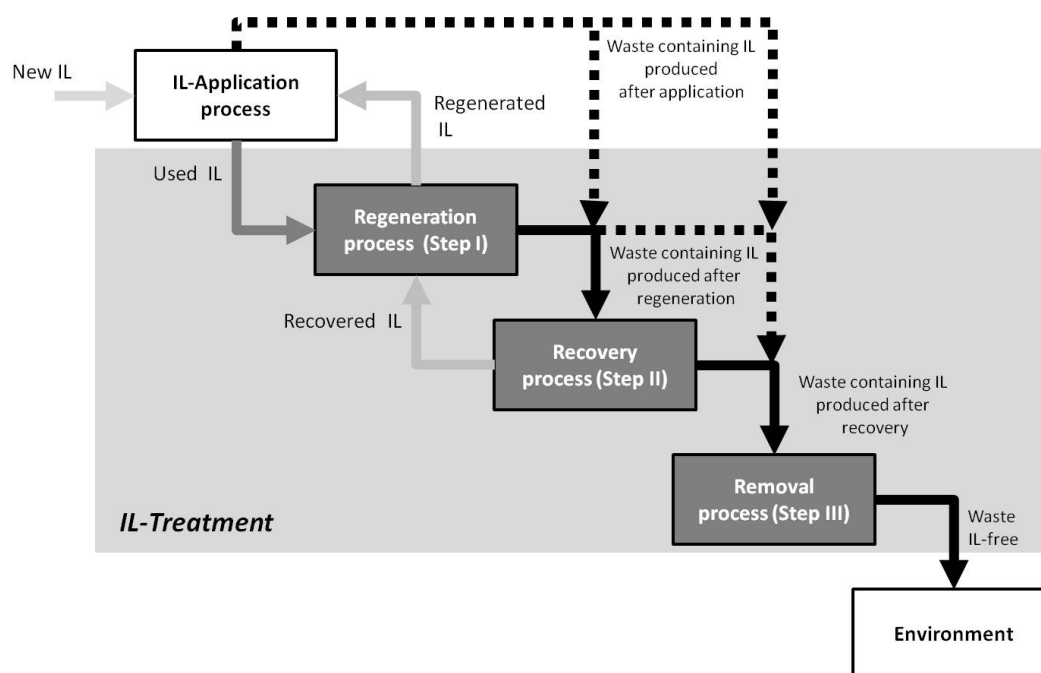 New IL
IL-Application
process
Waste containing IL
produced
after application
Regenerated
IL
Used IL
Regeneration
process (Step I)
Waste containing IL
produced after
regeneration
Recovered IL
Recovery
process (Step II)
Waste containing IL
produced after
recovery
Removal
process (Step III)
IL-Treatment
Waste
IL-free
Environment